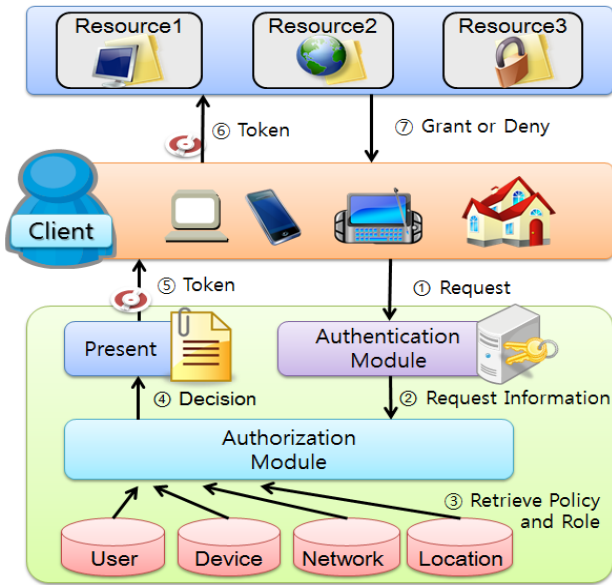 Resource1
Resource2
Resource3
⑥ Token
⑦ Grant or Deny
Client
⑤ Token
① Request
Present
Authentication
Module
④ Decision
② Request Information
Authorization
Module
③ Retrieve Policy
and Role
User
Device
Network
Location